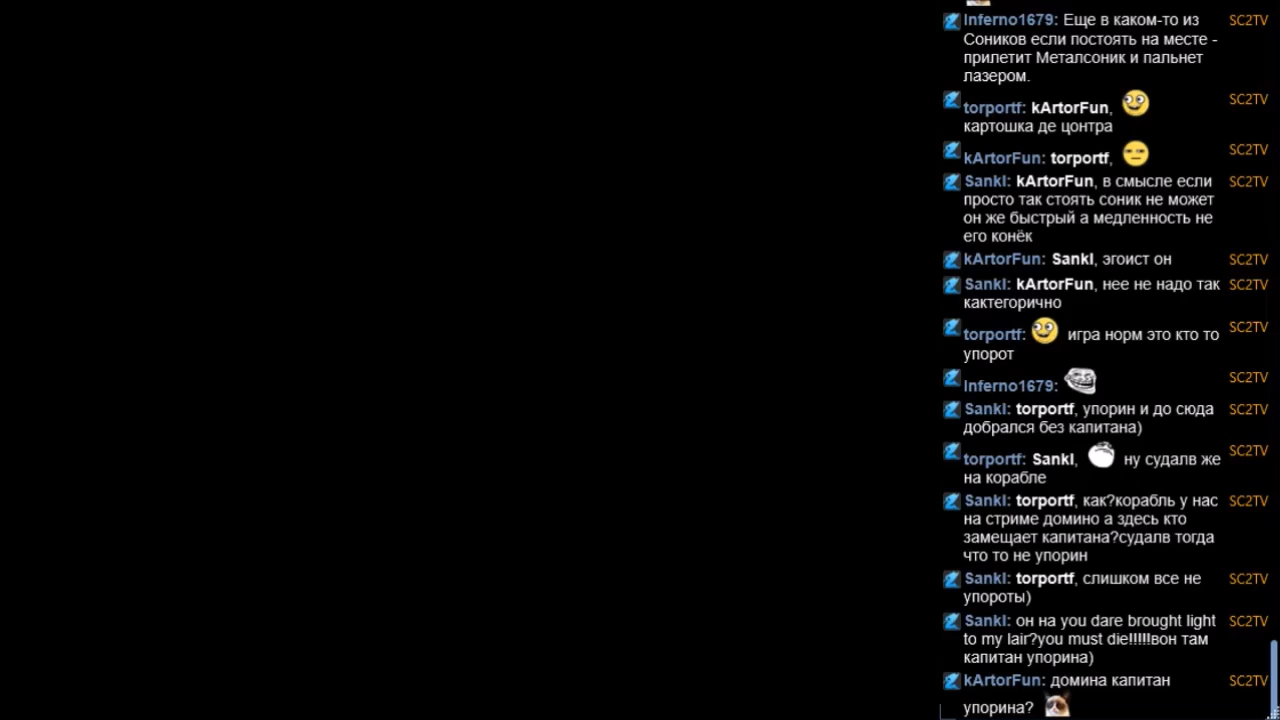 Inferno1679: Еще в каком-то из SC2TV
Соников если постоять на месте -
прилетит Металсоник и пальнет
лазером.
torportf: kArtorFun, SC2TV
картошка де цонтра
kArtorFun: torportf, SC2TV
Sankl: kArtorFun, в смысле если SC2TV
просто так стоять соник не может
он же быстрый а медленность не
его конёк
kArtorFun: Sankl, эгоист он SC2TV
Sankl: kArtorFun, нее не надо так SC2TV
кактегорично
torportf: игра норм это кто то SC2TV
упорот
Inferno1679: SC2TV
Sankl: torportf, упорин и до сюда SC2TV
добрался без капитана)
torportf: Sankl, ну судалв же SC2TV
на корабле
Sankl: torportf, как?корабль у нас SC2TV
на стриме домино а здесь кто
замещает капитана?судалв тогда
что то не упорин
Sankl: torportf, слишком все не SC2TV
упороты)
Sankl: он на you dare brought light SC2TV
to my lair?you must die!!!!!вон там
капитан упорина)
kArtorFun: домина капитан SC2TV
упорина?